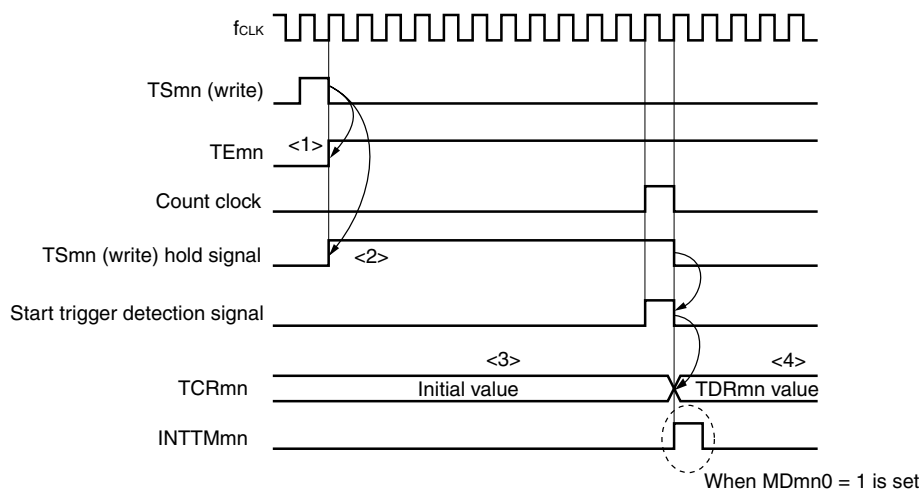 fCLK
TSmn (write)
<1>
TEmn
Count clock
TSmn (write) hold signal
<2>
Start trigger detection signal
<3>
<4>
TCRmn
Initial value
TDRmn value
INTTMmn
When MDmn0 = 1 is set